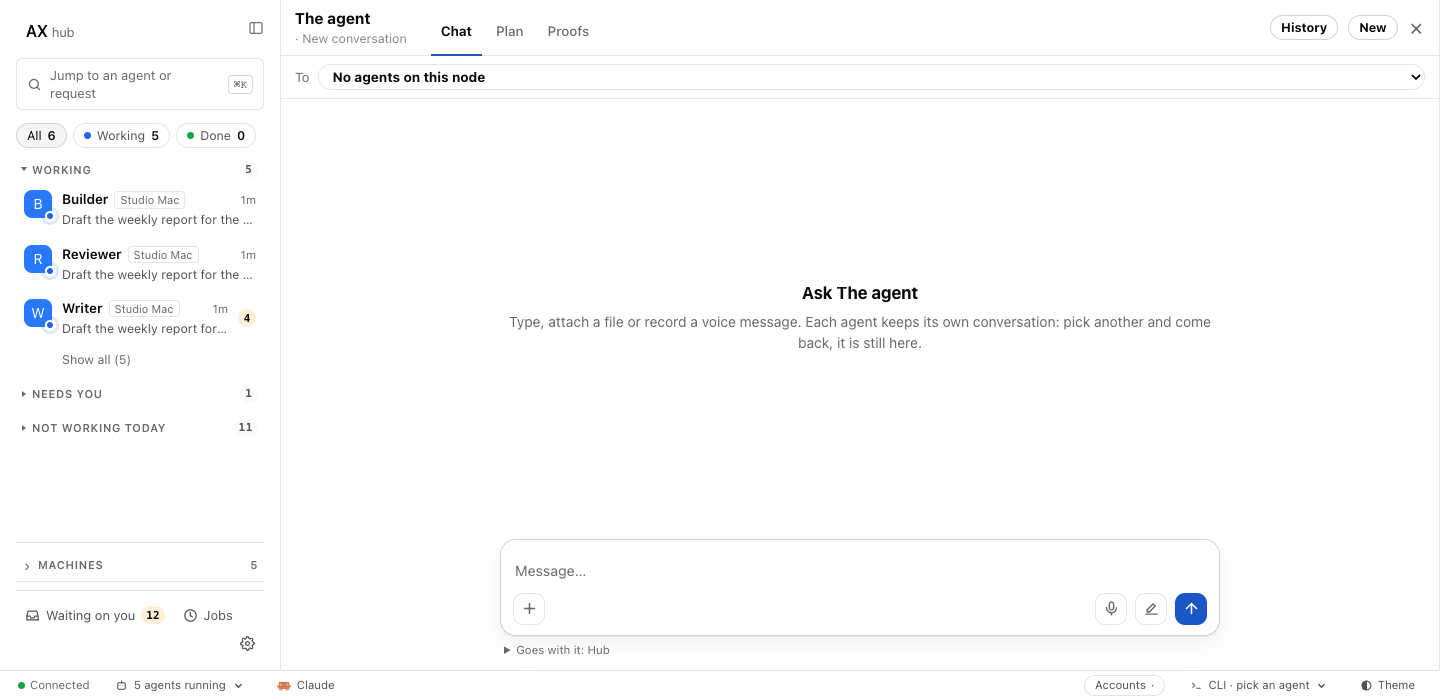 AX hub
Jump to an agent or
request
⌘K
All 6
Working 5
Done 0
WORKING 5
B
Builder Studio Mac 1m
Draft the weekly report for the ...
R
Reviewer Studio Mac 1m
Draft the weekly report for the ...
W
Writer Studio Mac 1m
Draft the weekly report for... 4
Show all (5)
NEEDS YOU 1
NOT WORKING TODAY 11
MACHINES 5
Waiting on you 12
Jobs
The agent
· New conversation
Chat
Plan
Proofs
History
New
To No agents on this node
Ask The agent
Type, attach a file or record a voice message. Each agent keeps its own conversation: pick another and come
back, it is still here.
Message...
Goes with it: Hub
Connected
5 agents running
Claude
Accounts ·
CLI · pick an agent
Theme